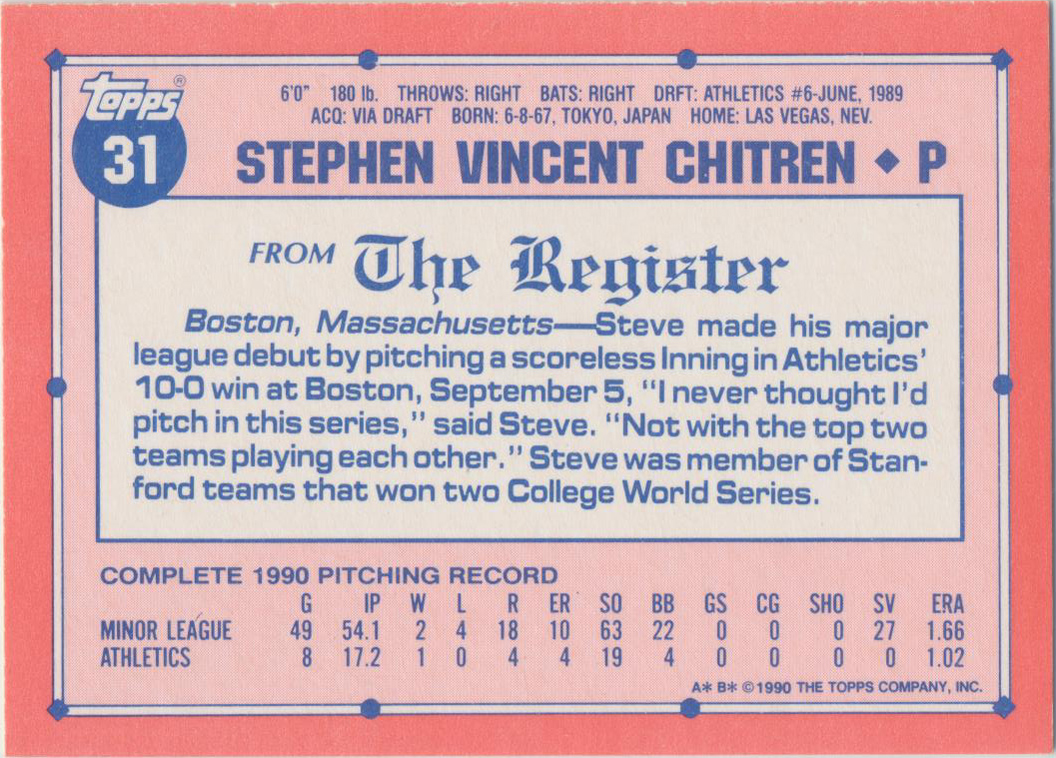 topps®
31
6'0" 180 lb. THROWS: RIGHT BATS: RIGHT DRFT: ATHLETICS #6-JUNE, 1989
ACQ: VIA DRAFT BORN: 6-8-67, TOKYO, JAPAN HOME: LAS VEGAS, NEV.
STEPHEN VINCENT CHITREN ◆ P
FROM The Register
Boston, Massachusetts—Steve made his major
league debut by pitching a scoreless Inning in Athletics'
10-0 win at Boston, September 5, "I never thought I'd
pitch in this series," said Steve. "Not with the top two
teams playing each other." Steve was member of Stan-
ford teams that won two College World Series.
COMPLETE 1990 PITCHING RECORD
G IP W L R ER SO BB GS CG SHO SV ERA
MINOR LEAGUE 49 54.1 2 4 18 10 63 22 0 0 0 27 1.66
ATHLETICS 8 17.2 1 0 4 4 19 4 0 0 0 0 1.02
A* B* ©1990 THE TOPPS COMPANY, INC.